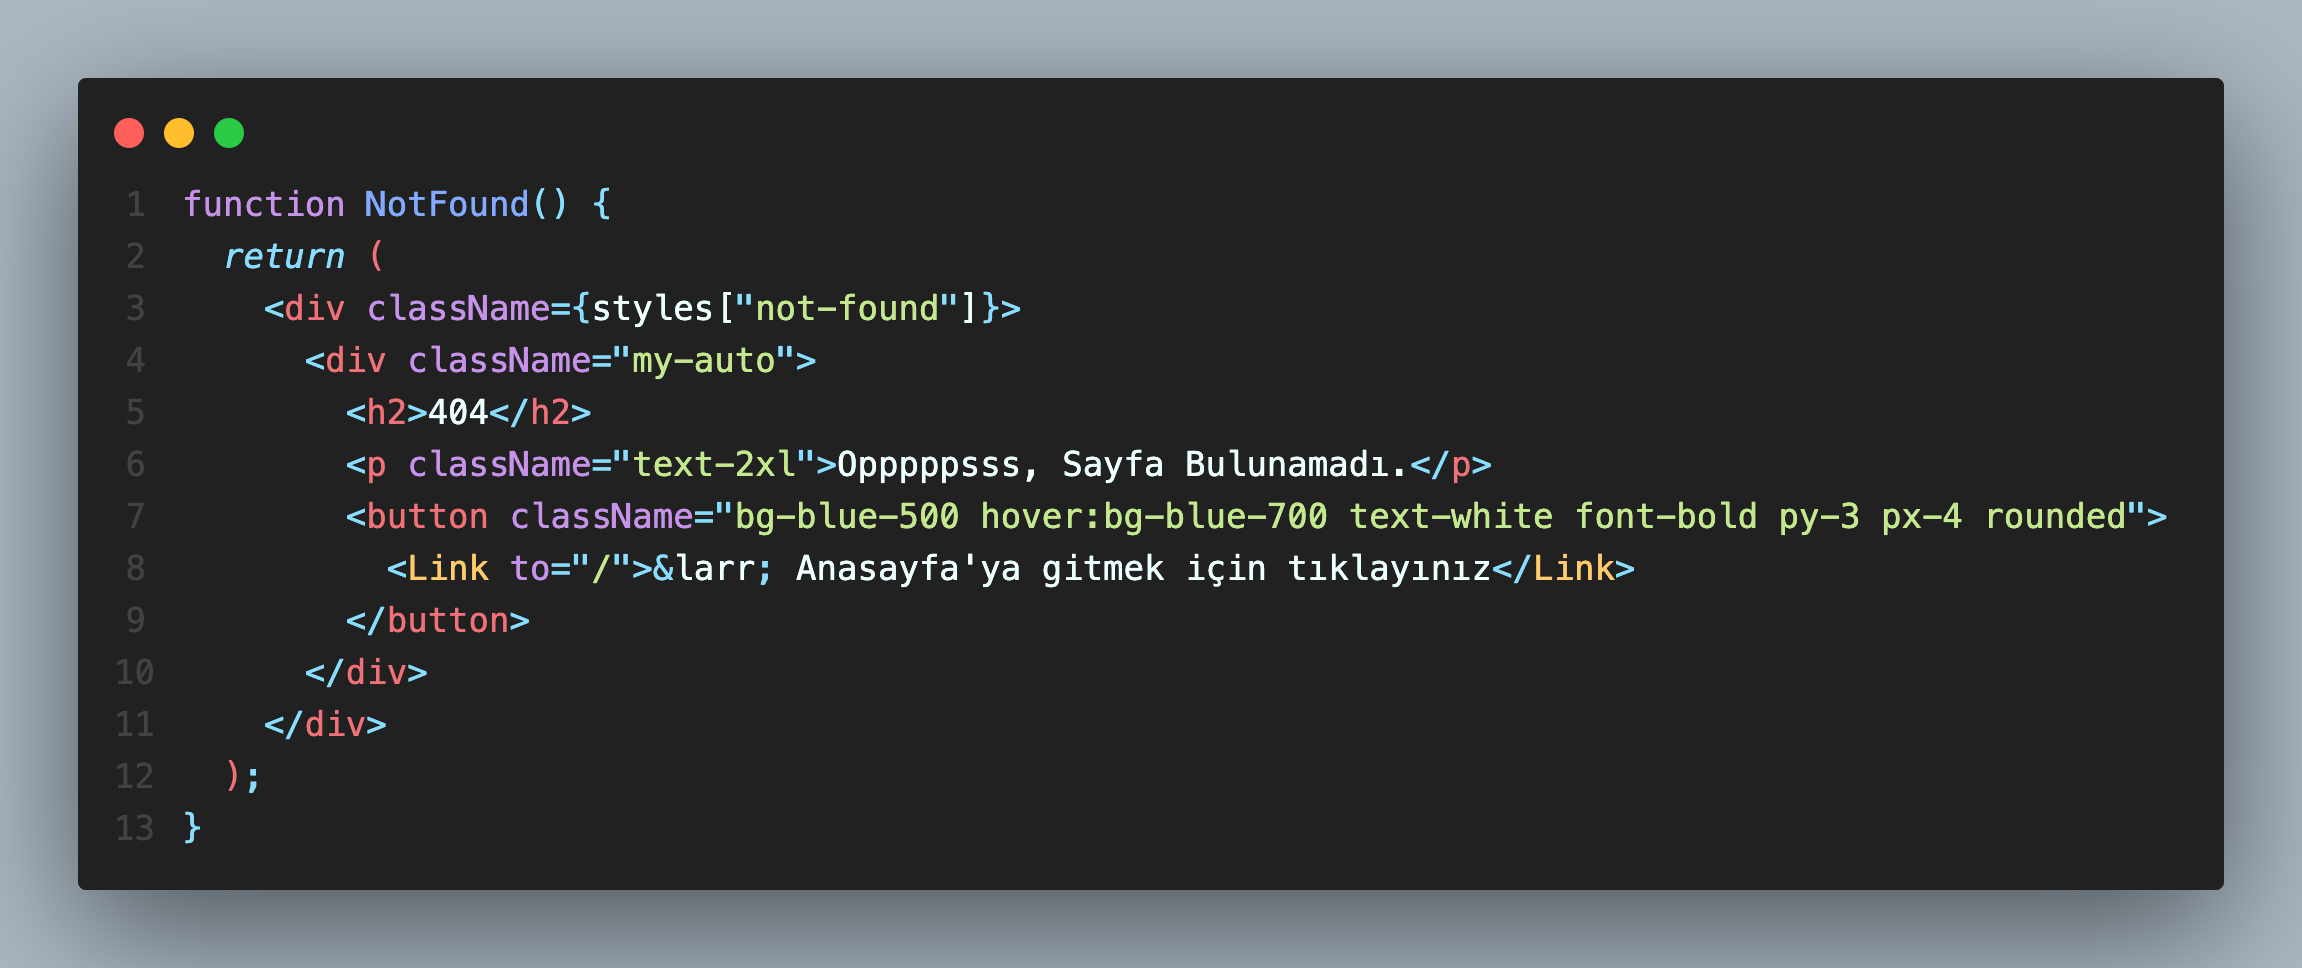 1 function NotFound() {
2   return (
3     <div className={styles["not-found"]}>
4       <div className="my-auto">
5         <h2>404</h2>
6         <p className="text-2xl">Opppppsss, Sayfa Bulunamadı.</p>
7         <button className="bg-blue-500 hover:bg-blue-700 text-white font-bold py-3 px-4 rounded">
8           <Link to="/">&larr; Anasayfa'ya gitmek için tıklayınız</Link>
9         </button>
10       </div>
11     </div>
12   );
13 }